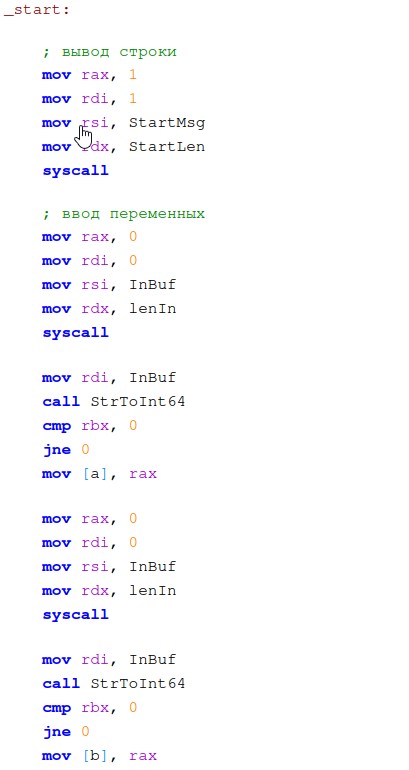 _start:
; вывод строки
mov rax, 1
mov rdi, 1
mov rsi, StartMsg
mov rdx, StartLen
syscall
; ввод переменных
mov rax, 0
mov rdi, 0
mov rsi, InBuf
mov rdx, lenIn
syscall
mov rdi, InBuf
call StrToInt64
cmp rbx, 0
jne 0
mov [a], rax
mov rax, 0
mov rdi, 0
mov rsi, InBuf
mov rdx, lenIn
syscall
mov rdi, InBuf
call StrToInt64
cmp rbx, 0
jne 0
mov [b], rax